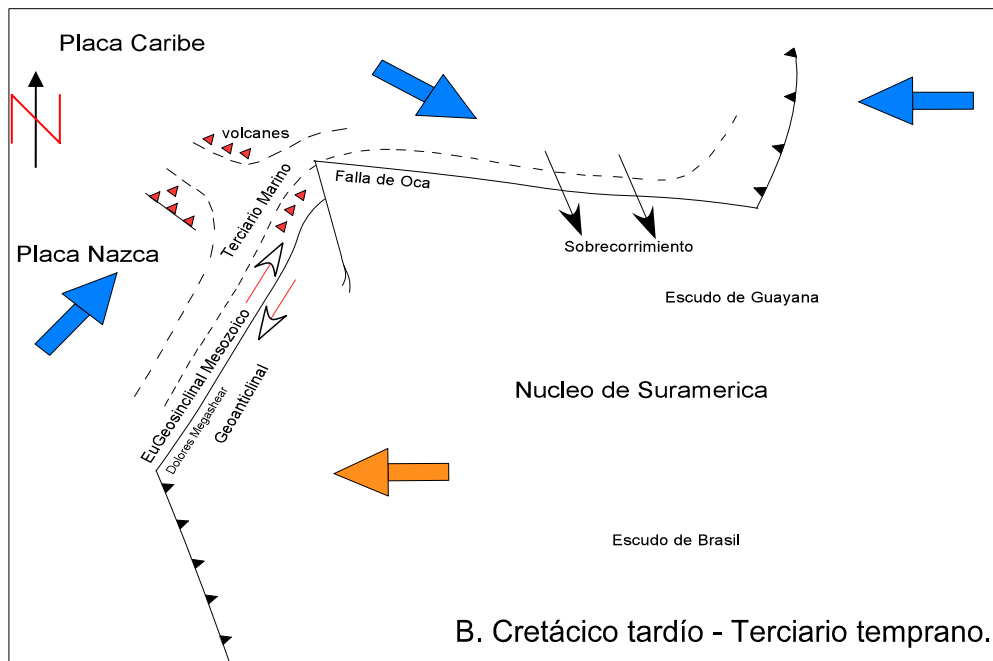 Placa Caribe
N
volcanes
Terciario Marino
Falla de Oca
Sobrecorrimiento
Placa Nazca
Escudo de Guayana
EuGeosinclinal Mesozoico
Dolores Megashear
Geoanticlinal
Nucleo de Suramerica
Escudo de Brasil
B. Cretácico tardío - Terciario temprano.